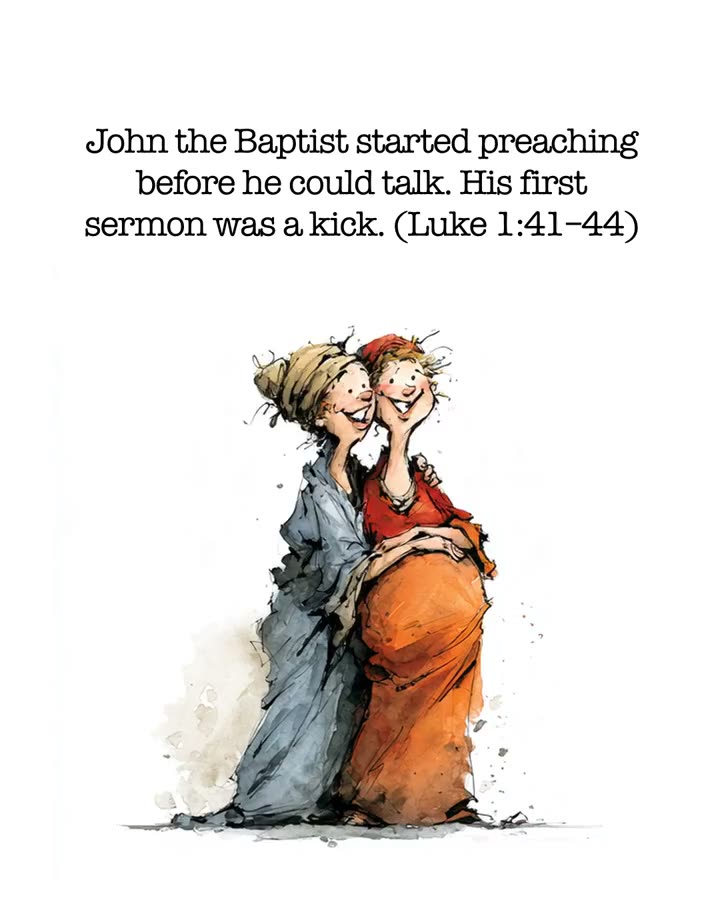 John the Baptist started preaching
before he could talk. His first
sermon was a kick. (Luke 1:41–44)